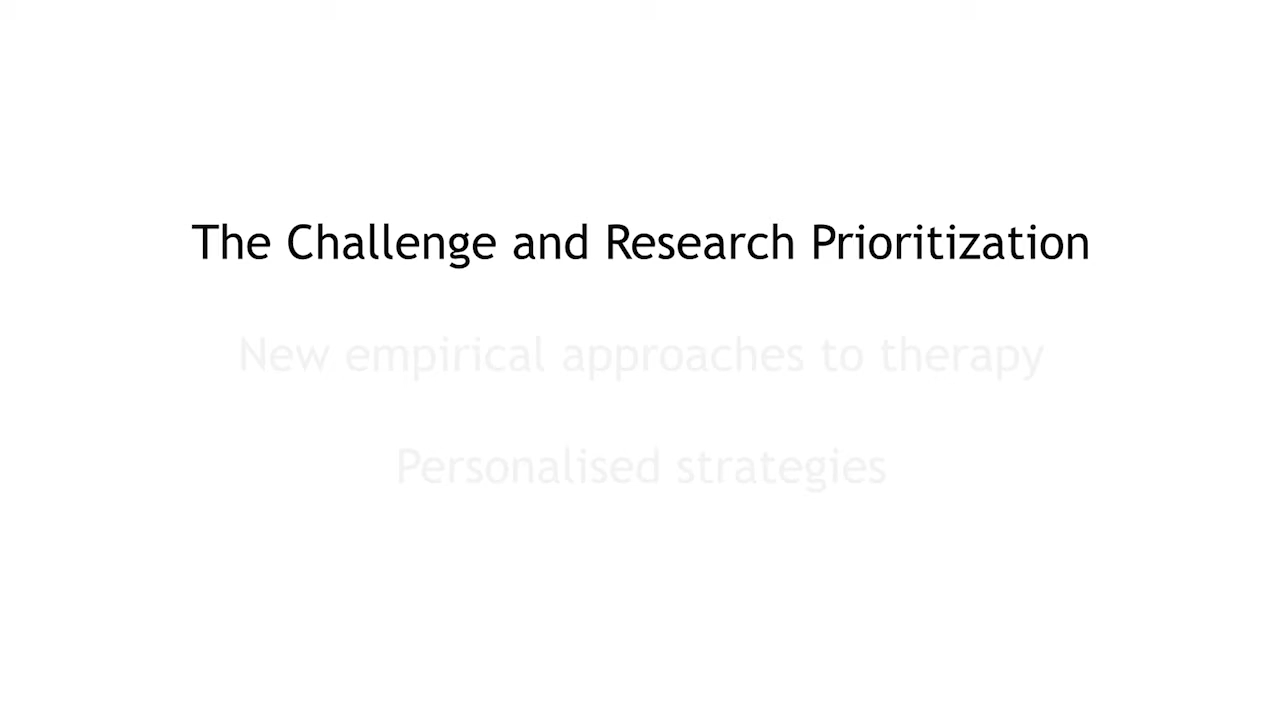 The Challenge and Research Prioritization
New empirical approaches to therapy
Personalised strategies